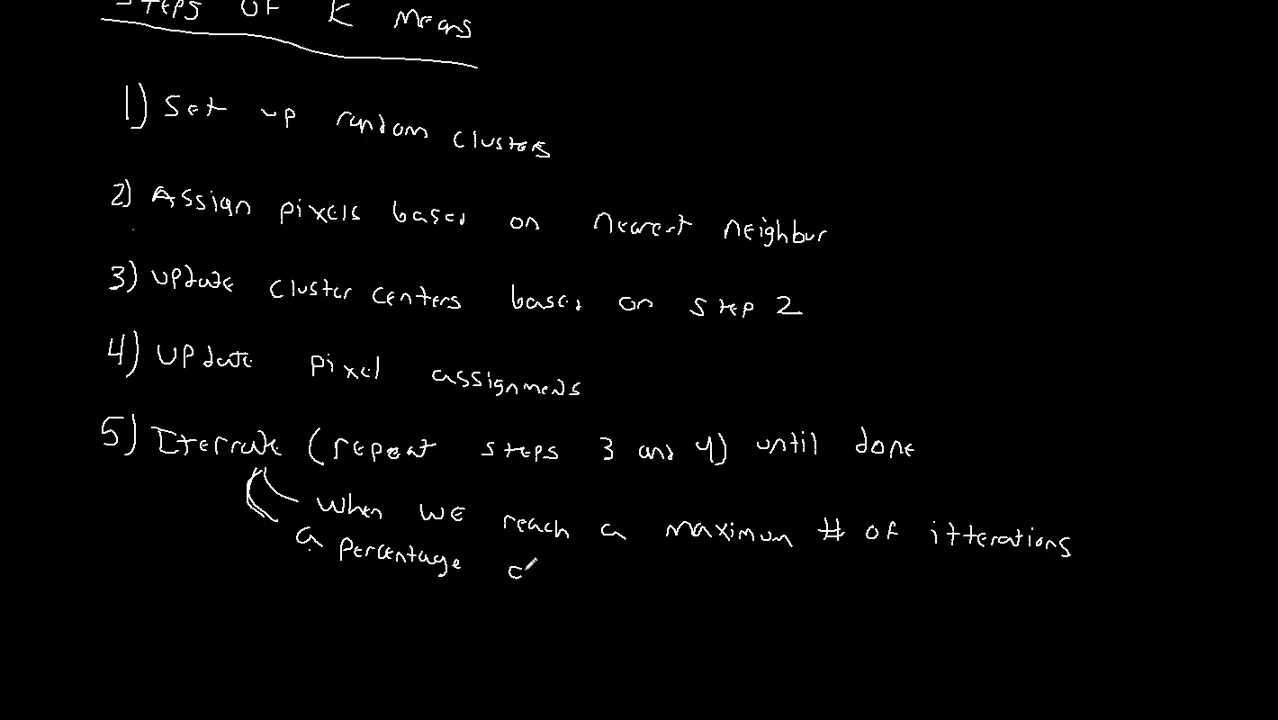 Steps of K Means
1) Set up random clusters
2) Assign pixels based on nearest neighbur
3) Update cluster centers based on step 2
4) Update pixel assignmens
5) Iterrate (repeat steps 3 and 4) until done
When we reach a maximum # of itterations
a percentage